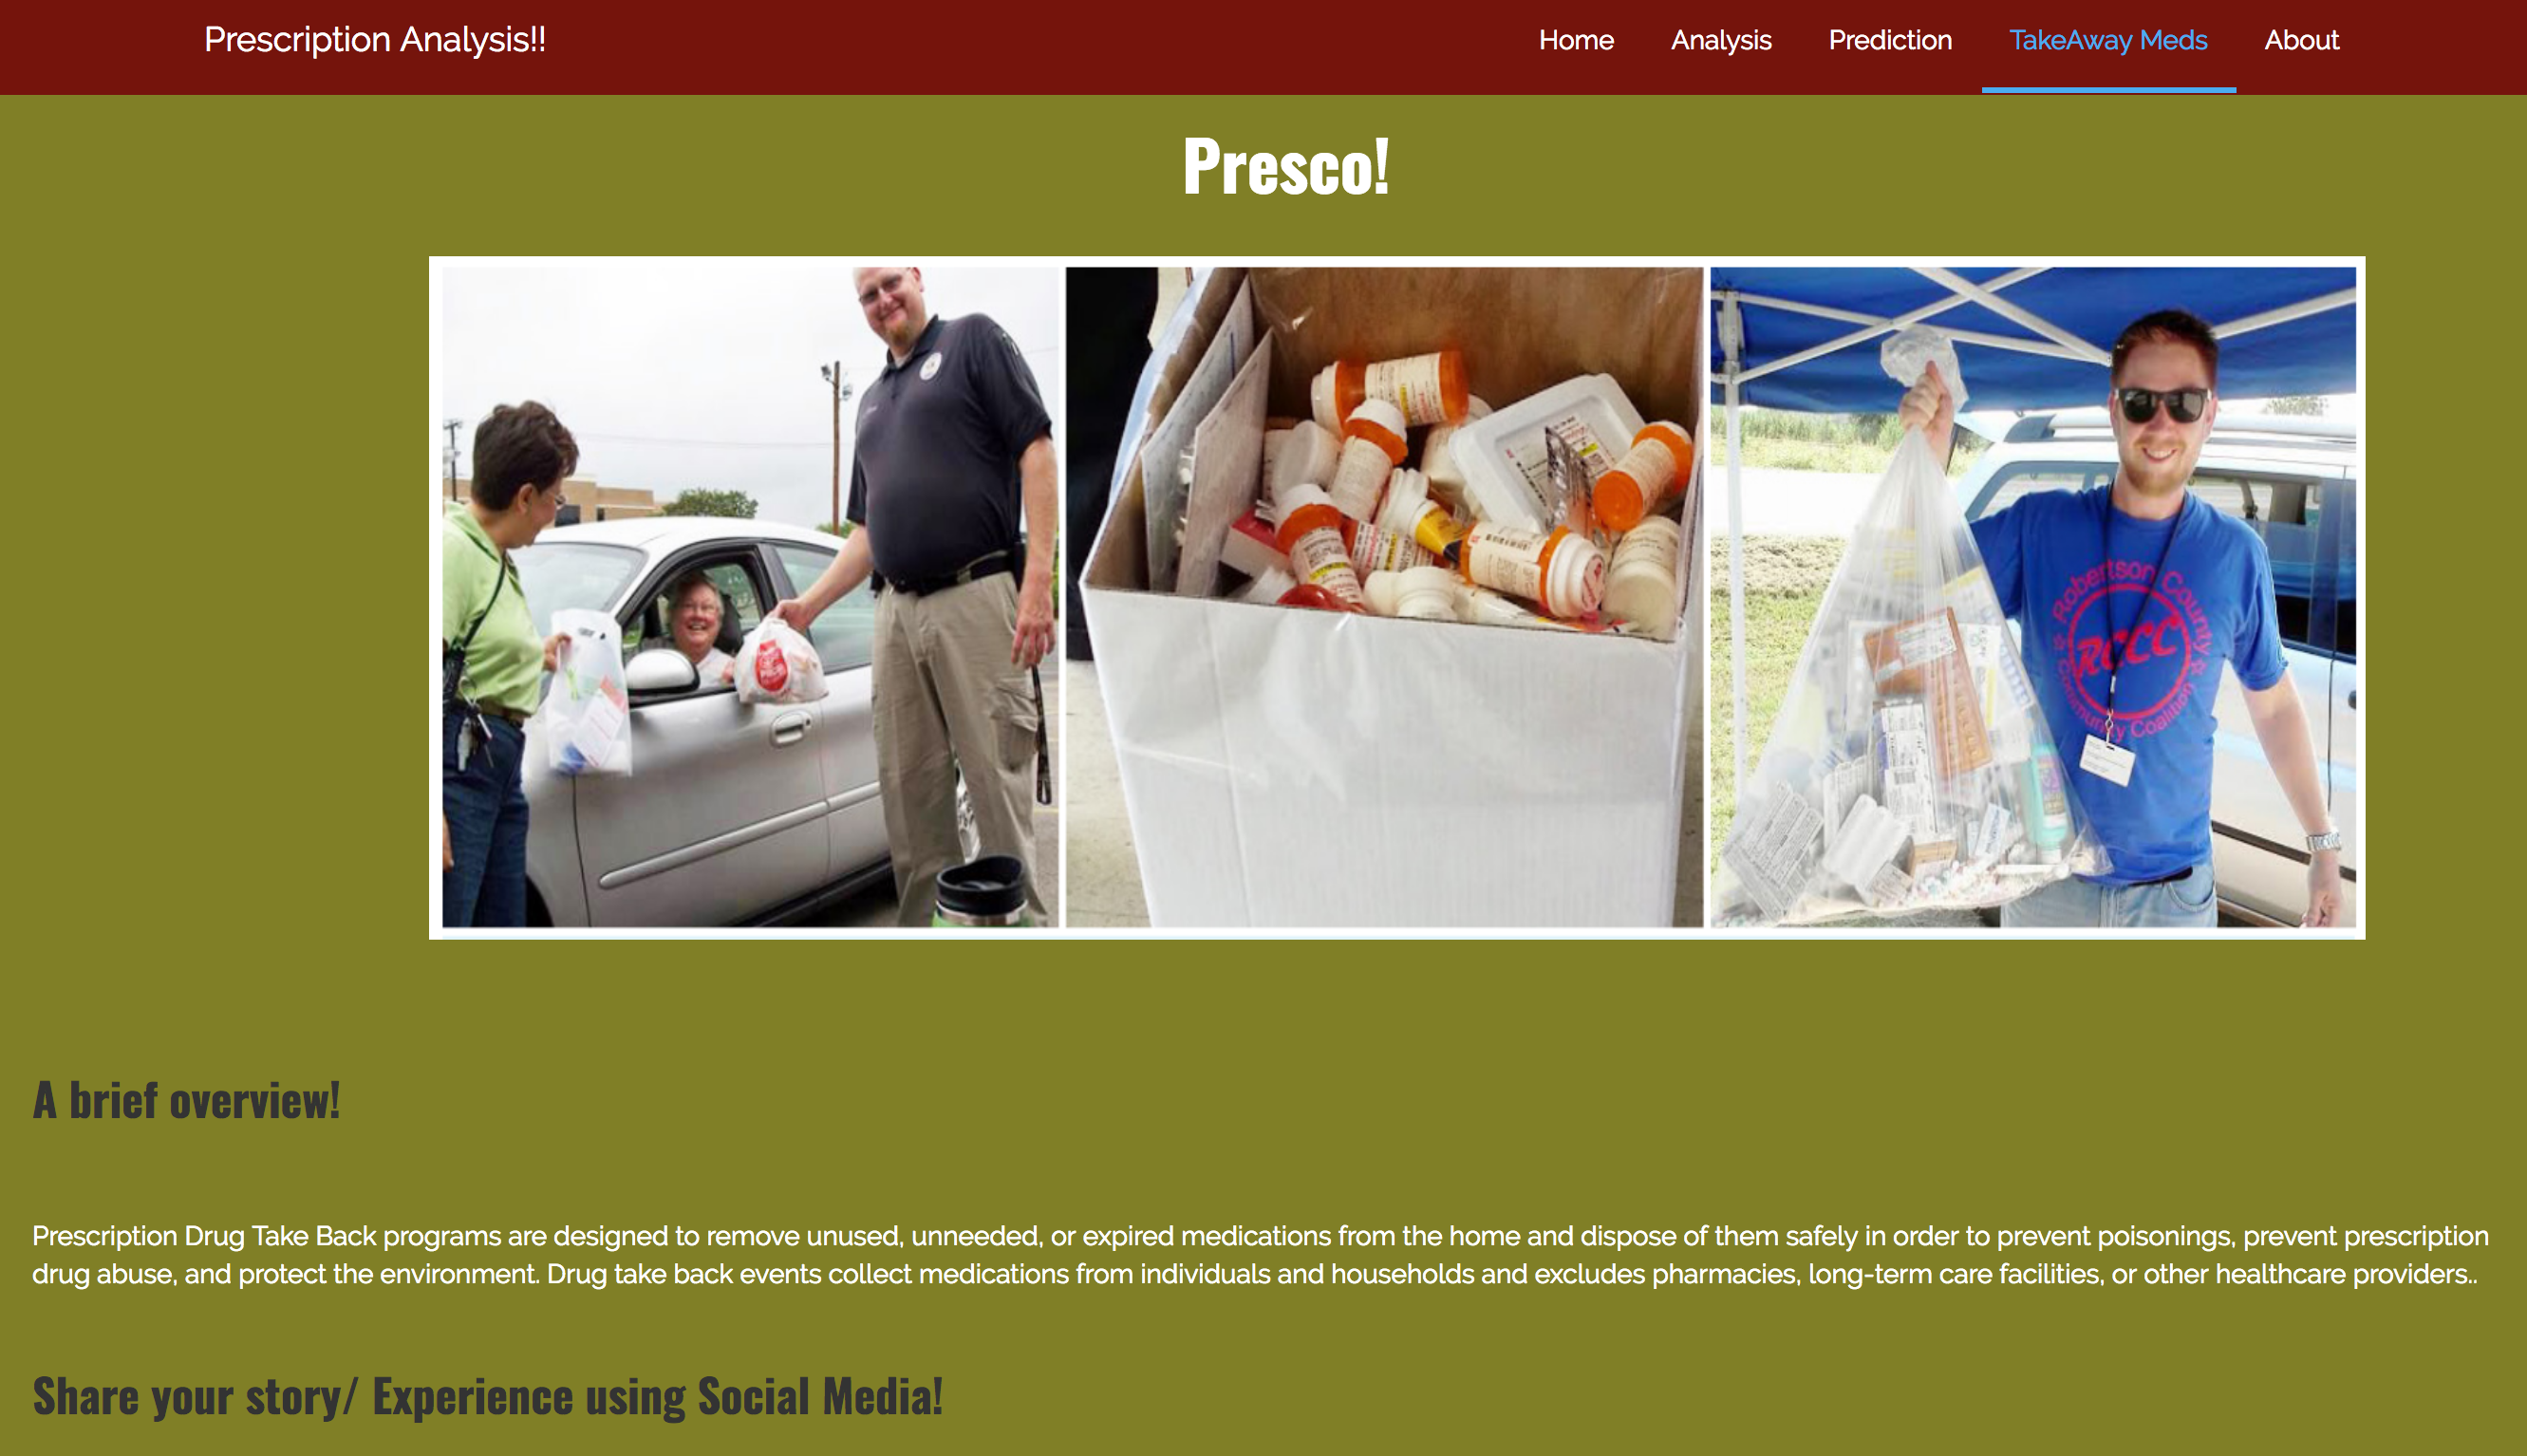 Prescription Analysis!!
Home Analysis Prediction TakeAway Meds About
Presco!
Robertson County
RCCC
Community Coalition
A brief overview!
Prescription Drug Take Back programs are designed to remove unused, unneeded, or expired medications from the home and dispose of them safely in order to prevent poisonings, prevent prescription
drug abuse, and protect the environment. Drug take back events collect medications from individuals and households and excludes pharmacies, long-term care facilities, or other healthcare providers..
Share your story/ Experience using Social Media!